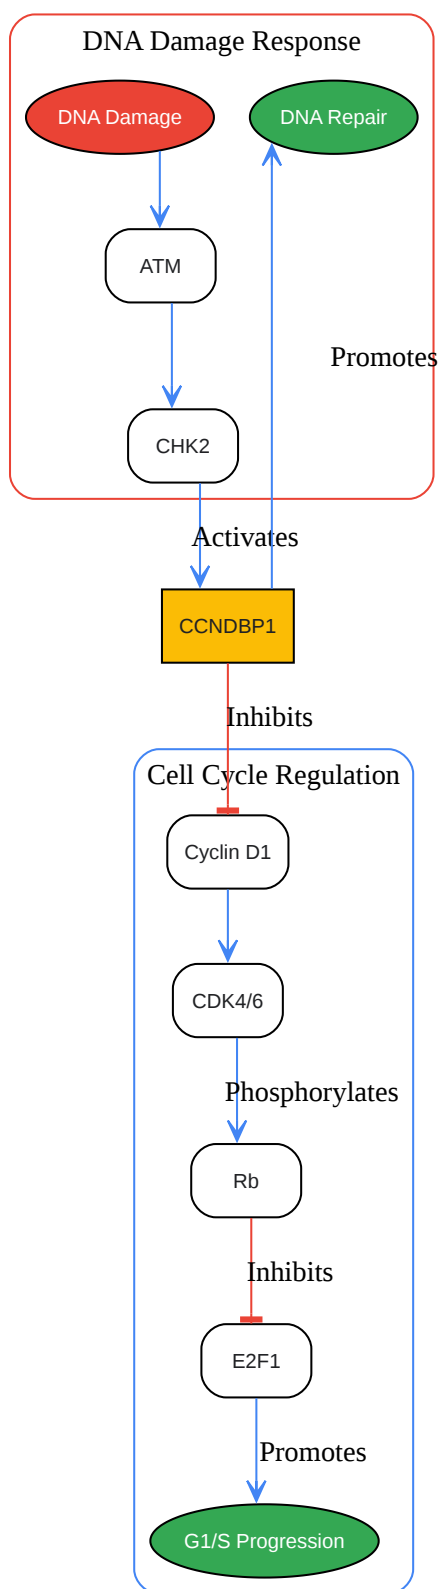 DNA Damage Response
DNA Damage
DNA Repair
ATM
Promotes
CHK2
Activates
CCNDBP1
Inhibits
Cell Cycle Regulation
Cyclin D1
CDK4/6
Phosphorylates
Rb
Inhibits
E2F1
Promotes
G1/S Progression